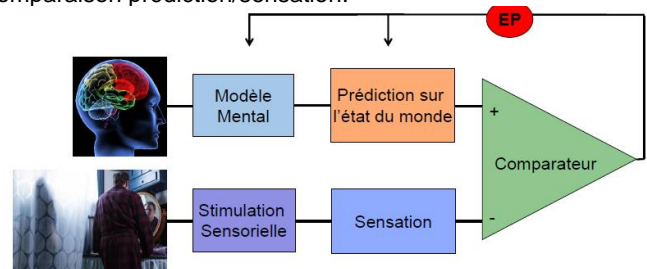 comparaison prédiction/sensation.
EP
Modèle
Mental
Prédiction sur
l'état du monde
+
Comparateur
Stimulation
Sensorielle
Sensation
-